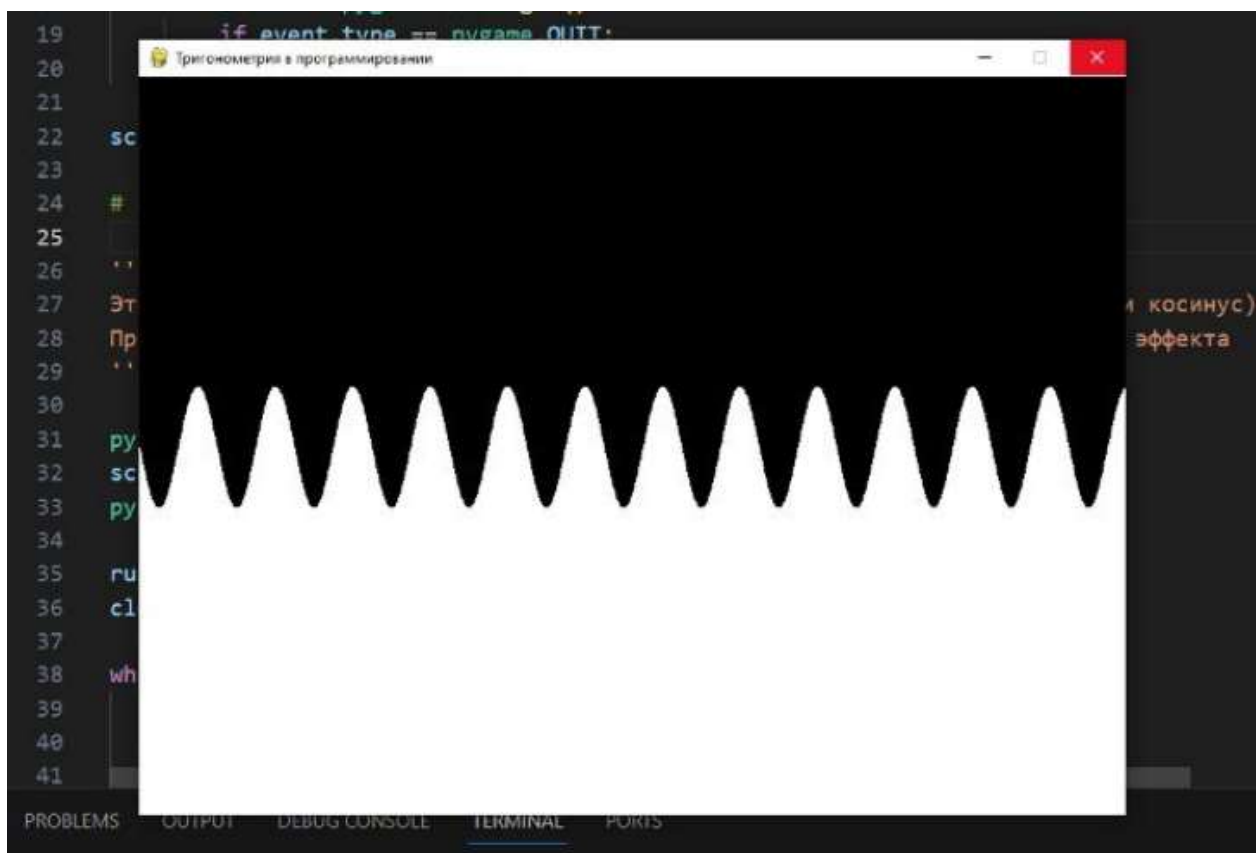 19 if event.type == pygame.QUIT:
Тригонометрия в программировании
20
21
22 sc
23
24 #
25
26 ''
27 Эт и косинус)
28 Пр эффекта
29 ''
30
31 py
32 sc
33 py
34
35 ru
36 cl
37
38 wh
39
40
41
PROBLEMS OUTPUT DEBUG CONSOLE TERMINAL PORTS